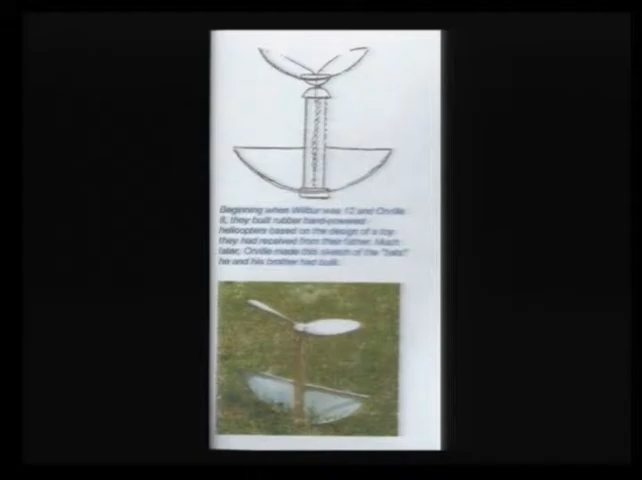 Beginning when Wilbur was 12 and Orville
8, they built rubber band-powered
helicopters based on the design of a toy
they had received from their father. Much
later, Orville made this sketch of the "bats"
he and his brother had built.